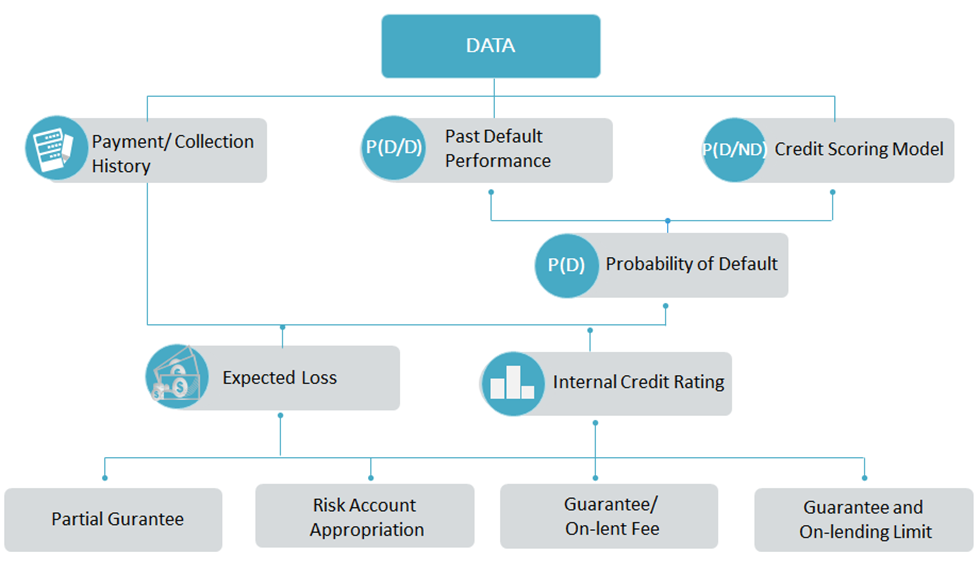 DATA
Payment/ Collection
History
P(D/D)
Past Default
Performance
P(D/ND)
Credit Scoring Model
P(D)
Probability of Default
$
Expected Loss
Internal Credit Rating
Partial Gurantee
Risk Account
Appropriation
Guarantee/
On-lent Fee
Guarantee and
On-lending Limit